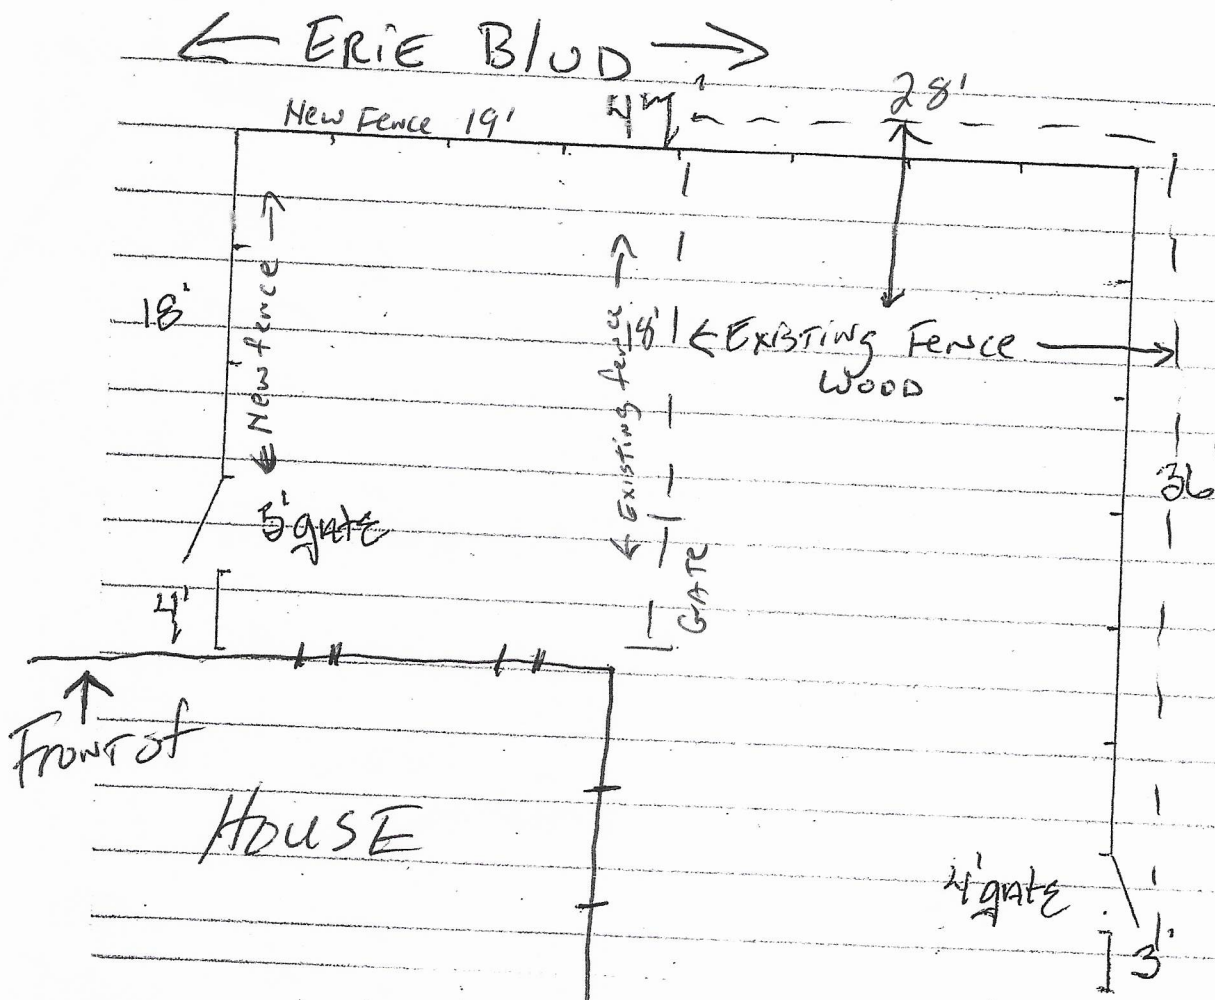 ← ERIE BLVD →
28'
New Fence 19'
← New fence →
18'
← Existing fence →
18'
← EXISTING FENCE →
WOOD
36
5' gate
GATE
4'
FRONT of
HOUSE
4' gate
3'